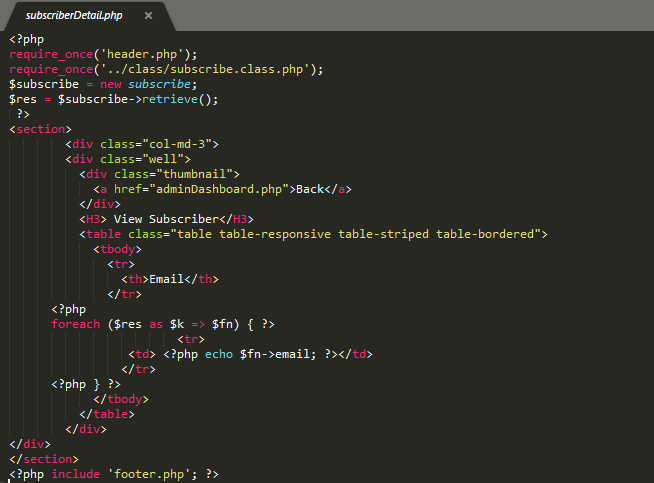 subscriberDetail.php ×
<?php
require_once('header.php');
require_once('../class/subscribe.class.php');
$subscribe = new subscribe;
$res = $subscribe->retrieve();
?>
<section>
<div class="col-md-3">
<div class="well">
<div class="thumbnail">
<a href="adminDashboard.php">Back</a>
</div>
<H3> View Subscriber</H3>
<table class="table table-responsive table-striped table-bordered">
<tbody>
<tr>
<th>Email</th>
</tr>
<?php
foreach ($res as $k => $fn) { ?>
<tr>
<td> <?php echo $fn->email; ?></td>
</tr>
<?php } ?>
</tbody>
</table>
</div>
</div>
</section>
<?php include 'footer.php'; ?>